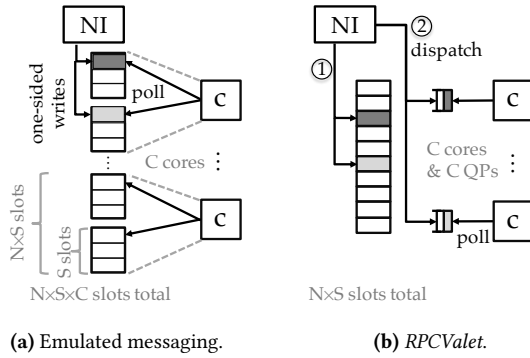 NI
one-sided
writes
poll
C
C cores
...
⋮
C
N×S slots
S slots
N×S×C slots total
(a) Emulated messaging.
NI
①
②
dispatch
C
C cores
& C QPs
⋮
C
poll
N×S slots total
(b) RPCValet.